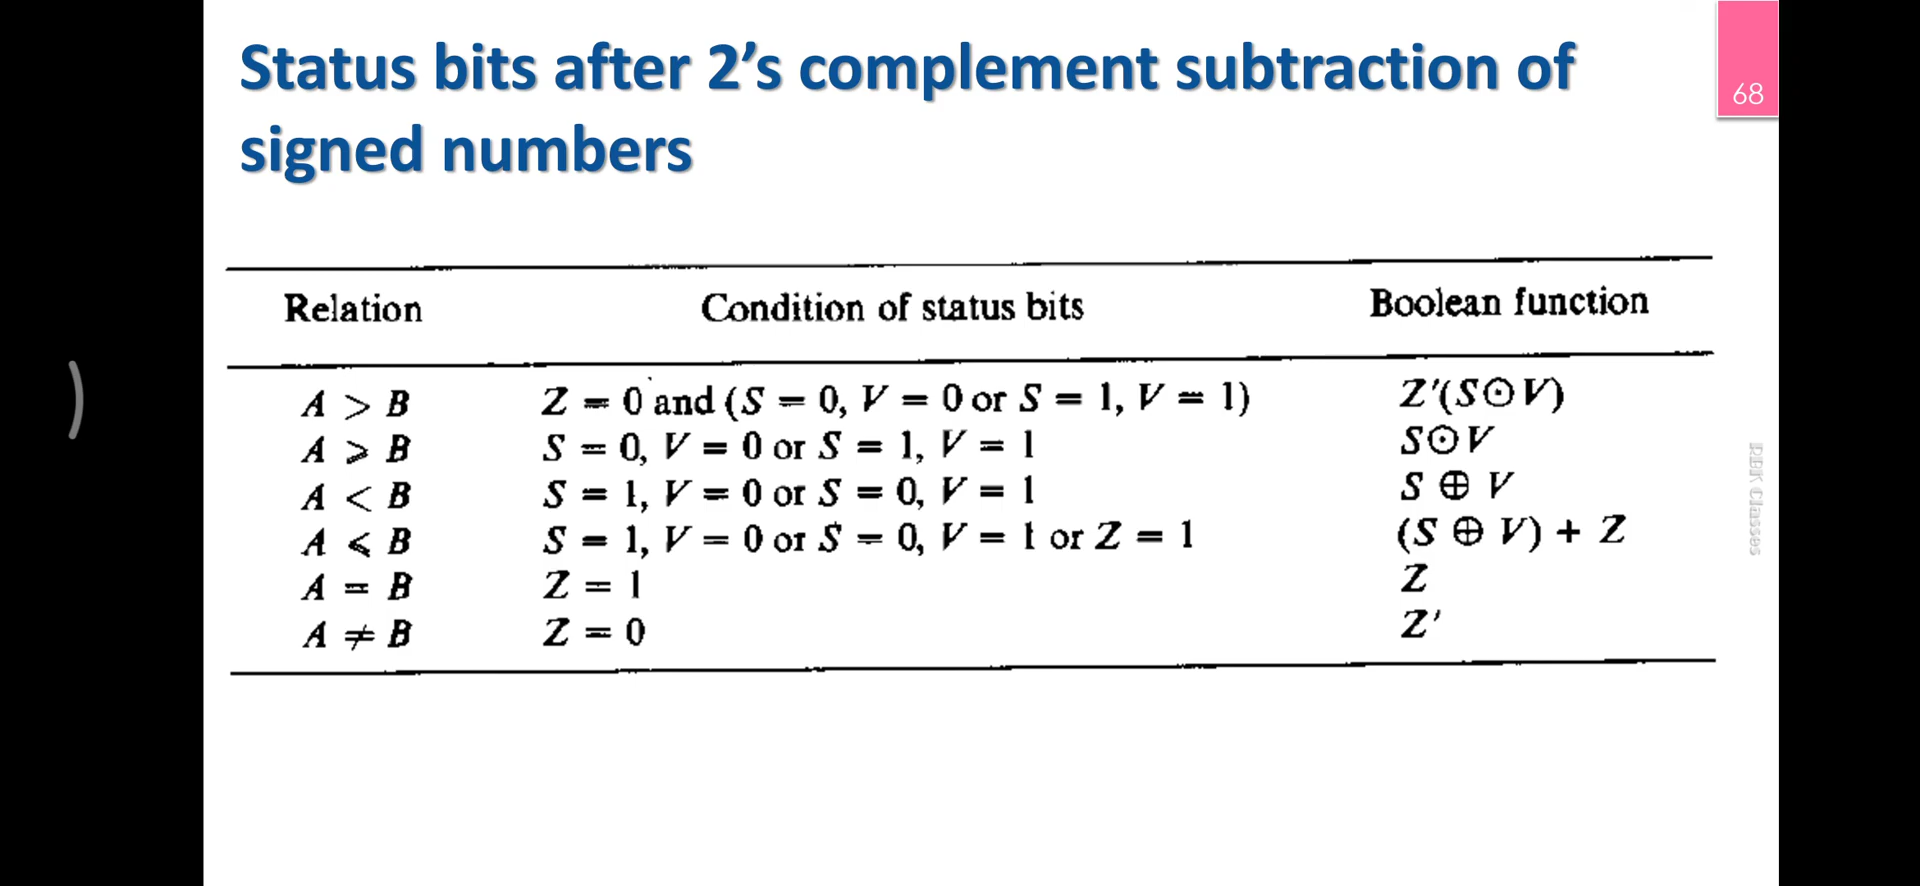 Status bits after 2's complement subtraction of
signed numbers
68
Relation Condition of status bits Boolean function
A > B Z = 0 and (S = 0, V = 0 or S = 1, V = 1) Z'(S⊙V)
A ⩾ B S = 0, V = 0 or S = 1, V = 1 S⊙V
A < B S = 1, V = 0 or S = 0, V = 1 S ⊕ V
A ⩽ B S = 1, V = 0 or S = 0, V = 1 or Z = 1 (S ⊕ V) + Z
A = B Z = 1 Z
A ≠ B Z = 0 Z'
RBK Classes